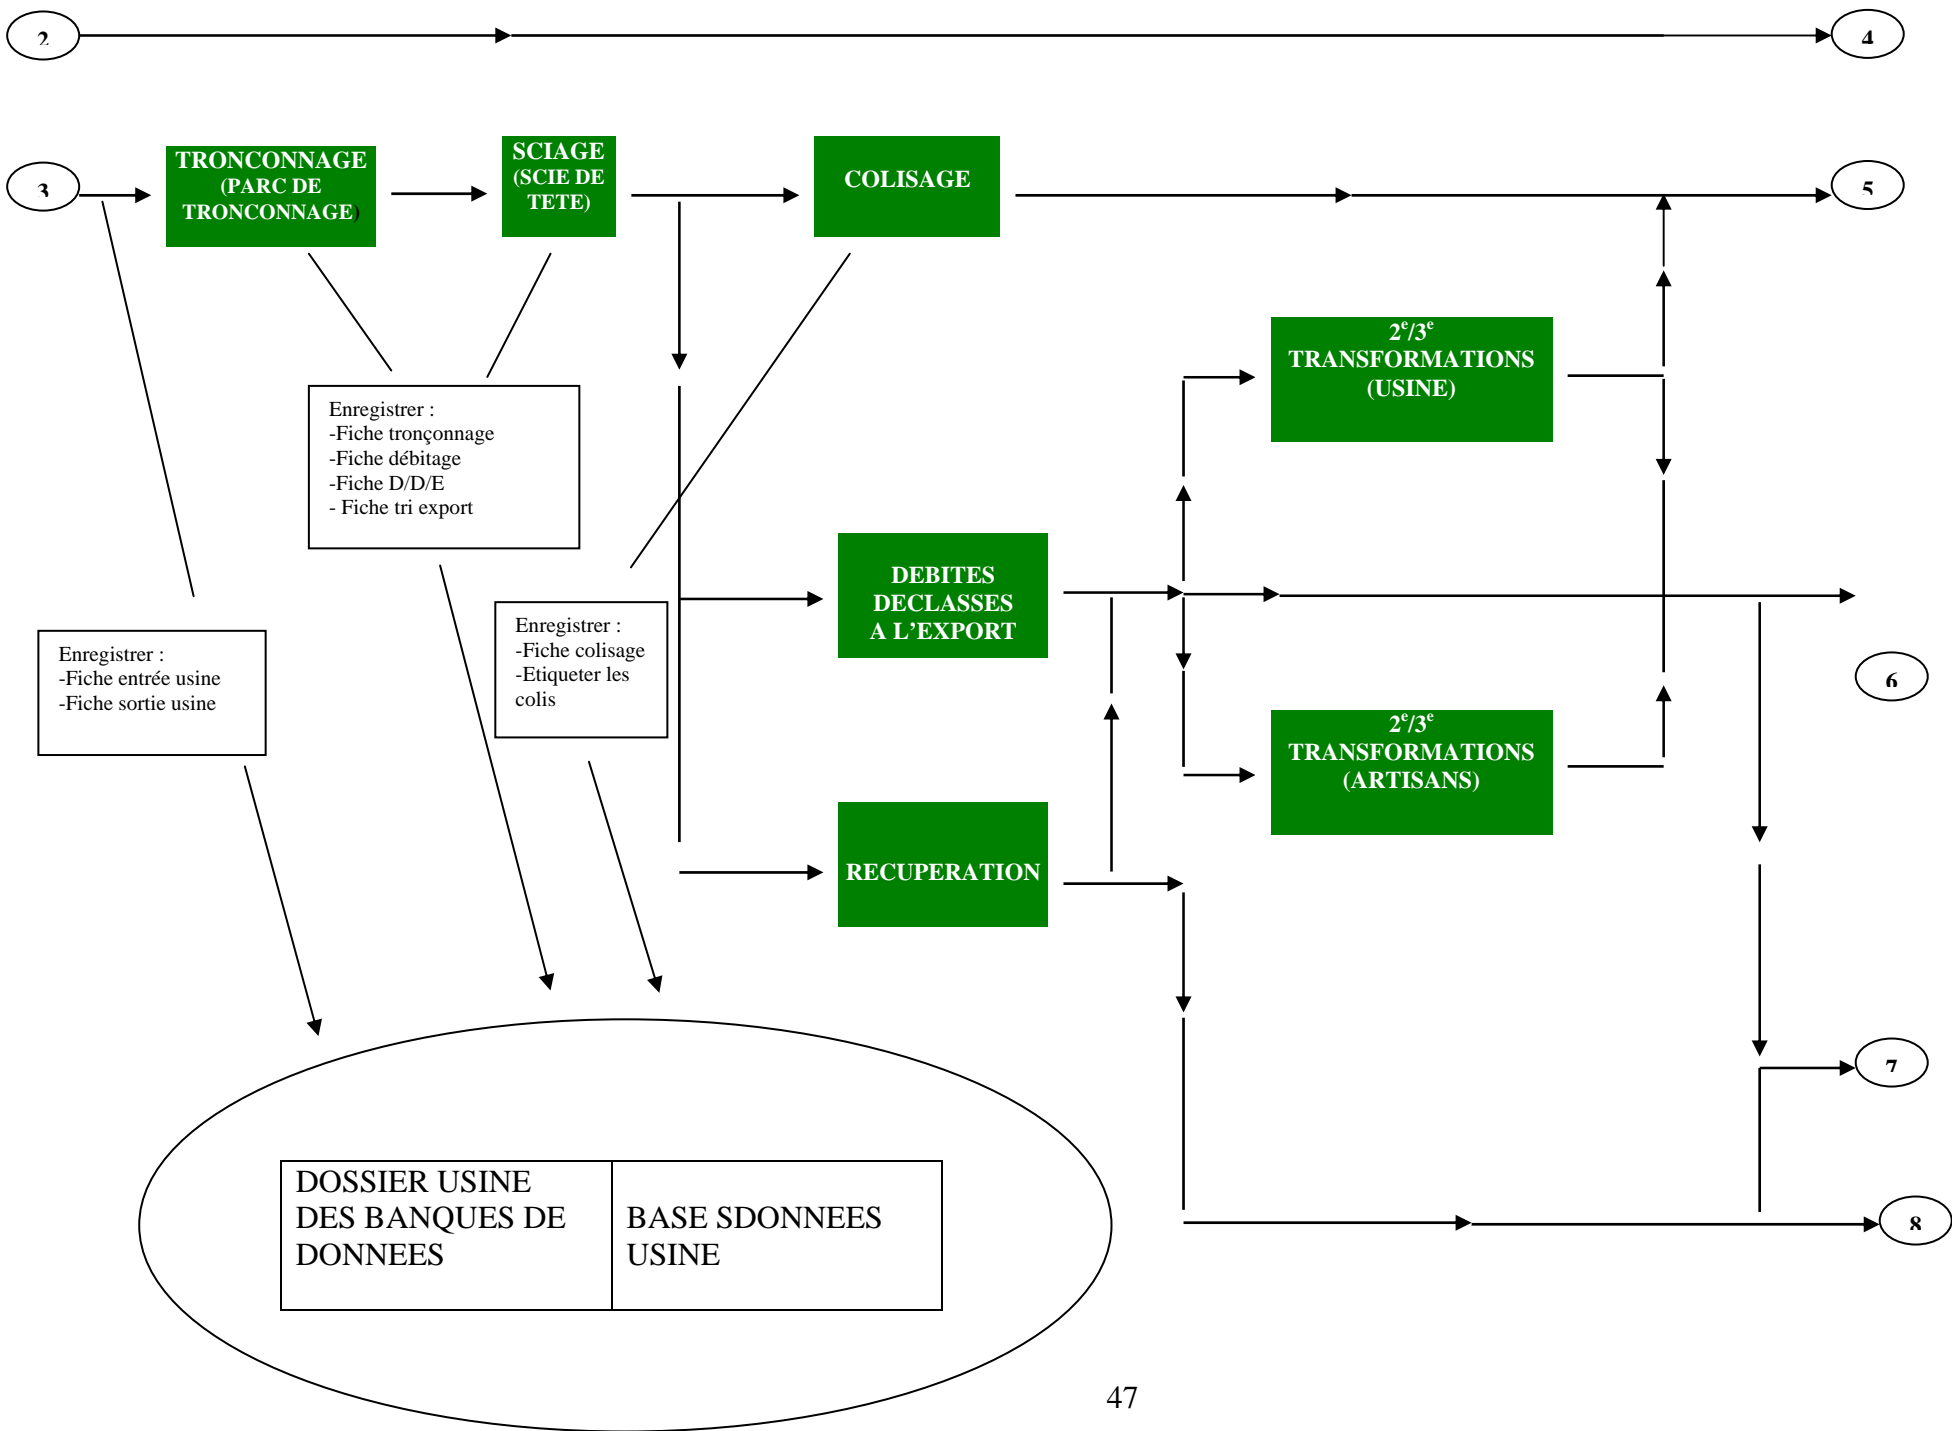 2
4
3
TRONCONNAGE
(PARC DE
TRONCONNAGE)
SCIAGE
(SCIE DE
TETE)
COLISAGE
5
2e/3e
TRANSFORMATIONS
(USINE)
Enregistrer :
-Fiche tronçonnage
-Fiche débitage
-Fiche D/D/E
- Fiche tri export
DEBITES
DECLASSES
A L’EXPORT
Enregistrer :
-Fiche colisage
-Etiqueter les
colis
Enregistrer :
-Fiche entrée usine
-Fiche sortie usine
6
2e/3e
TRANSFORMATIONS
(ARTISANS)
RECUPERATION
7
DOSSIER USINE
DES BANQUES DE
DONNEES
BASE SDONNEES
USINE
8
47